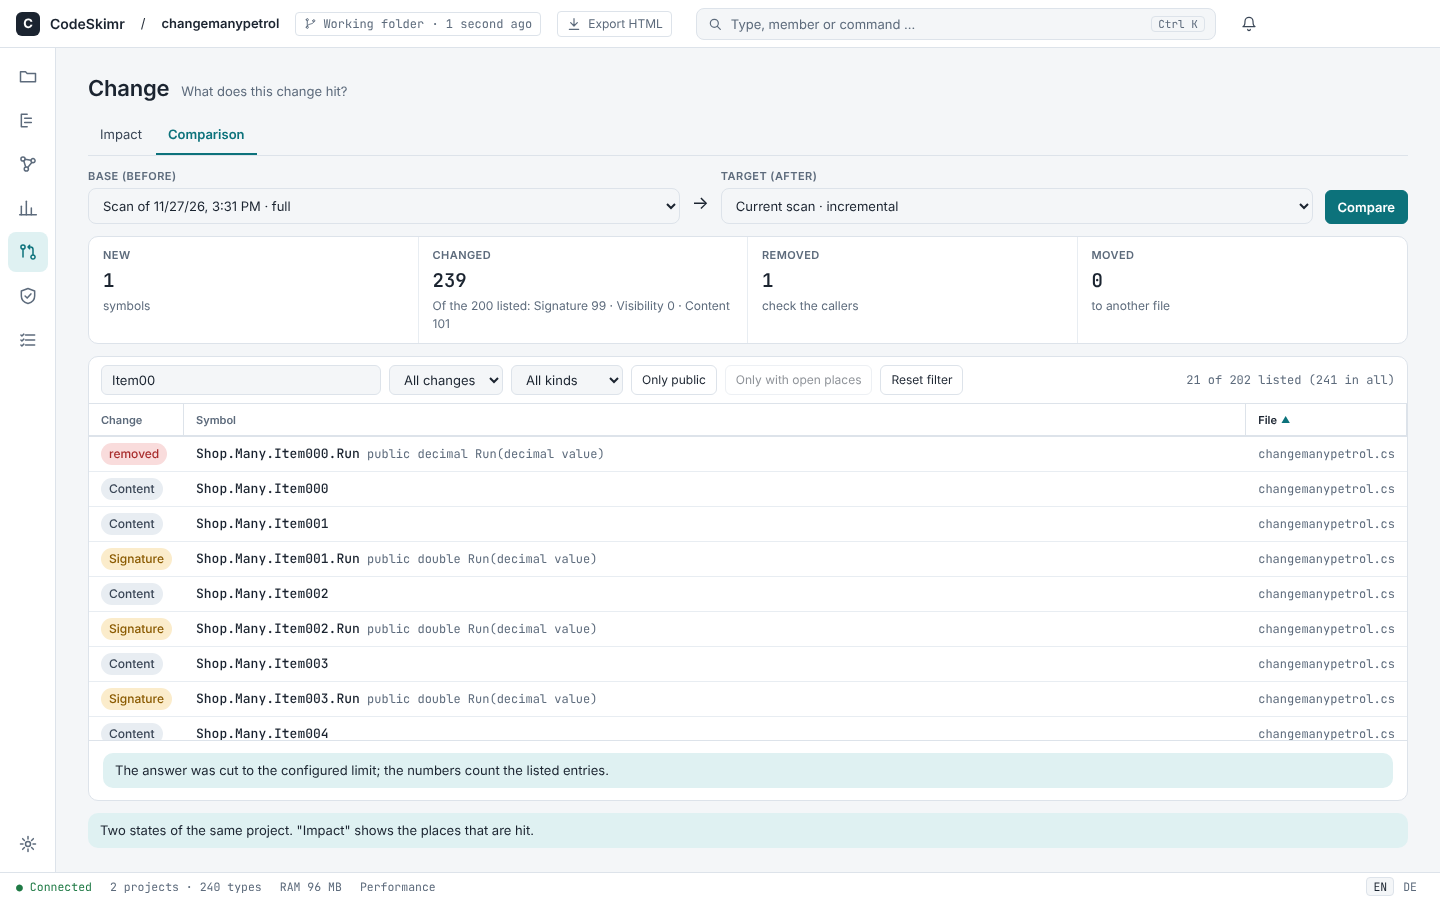 C CodeSkimr / changemanypetrol Working folder · 1 second ago Export HTML Type, member or command ... Ctrl K
Change What does this change hit?
Impact Comparison
BASE (BEFORE) TARGET (AFTER)
Scan of 11/27/26, 3:31 PM · full → Current scan · incremental Compare
NEW CHANGED REMOVED MOVED
1 239 1 0
symbols Of the 200 listed: Signature 99 · Visibility 0 · Content check the callers to another file
101
Item00 All changes All kinds Only public Only with open places Reset filter 21 of 202 listed (241 in all)
Change Symbol File ▲
removed Shop.Many.Item000.Run public decimal Run(decimal value) changemanypetrol.cs
Content Shop.Many.Item000 changemanypetrol.cs
Content Shop.Many.Item001 changemanypetrol.cs
Signature Shop.Many.Item001.Run public double Run(decimal value) changemanypetrol.cs
Content Shop.Many.Item002 changemanypetrol.cs
Signature Shop.Many.Item002.Run public double Run(decimal value) changemanypetrol.cs
Content Shop.Many.Item003 changemanypetrol.cs
Signature Shop.Many.Item003.Run public double Run(decimal value) changemanypetrol.cs
Content Shop.Many.Item004 changemanypetrol.cs
The answer was cut to the configured limit; the numbers count the listed entries.
Two states of the same project. "Impact" shows the places that are hit.
● Connected 2 projects · 240 types RAM 96 MB Performance EN DE